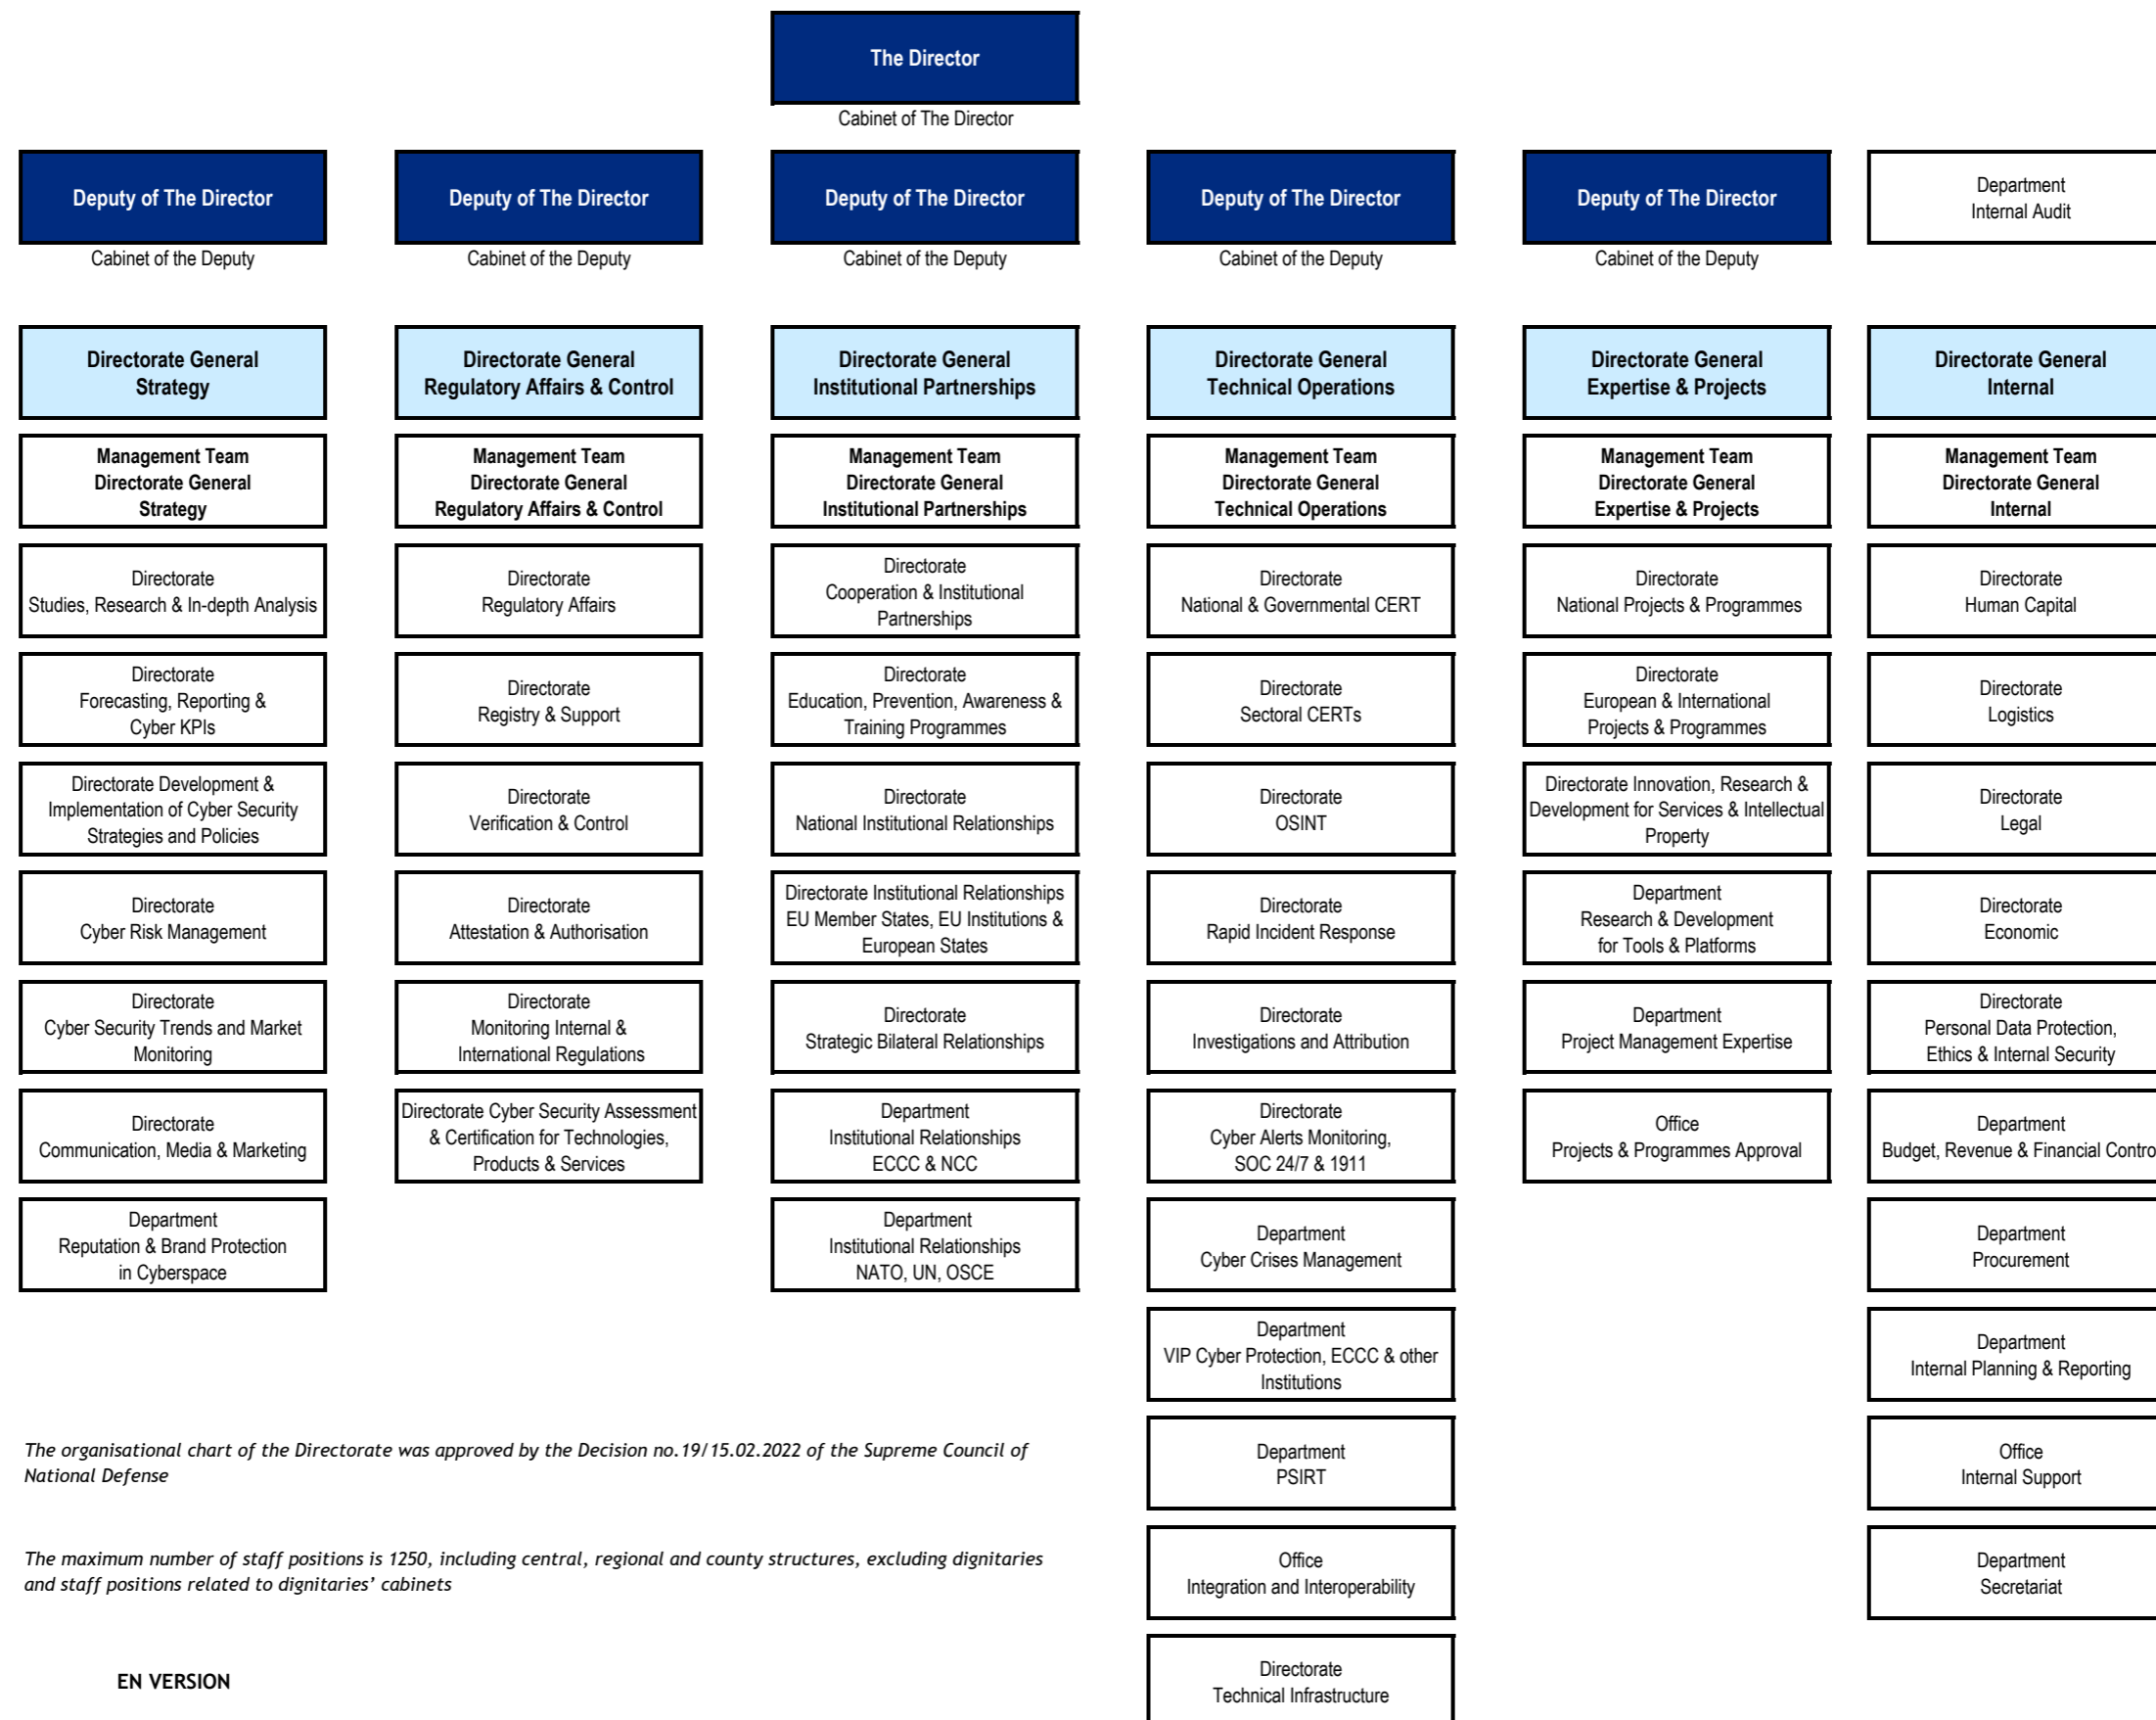 The Director
Cabinet of The Director
Deputy of The Director
Cabinet of the Deputy
Deputy of The Director
Cabinet of the Deputy
Deputy of The Director
Cabinet of the Deputy
Deputy of The Director
Cabinet of the Deputy
Deputy of The Director
Cabinet of the Deputy
Department
Internal Audit
Directorate General
Strategy
Management Team
Directorate General
Strategy
Directorate
Studies, Research & In-depth Analysis
Directorate
Forecasting, Reporting &
Cyber KPIs
Directorate Development &
Implementation of Cyber Security
Strategies and Policies
Directorate
Cyber Risk Management
Directorate
Cyber Security Trends and Market
Monitoring
Directorate
Communication, Media & Marketing
Department
Reputation & Brand Protection
in Cyberspace
Directorate General
Regulatory Affairs & Control
Management Team
Directorate General
Regulatory Affairs & Control
Directorate
Regulatory Affairs
Directorate
Registry & Support
Directorate
Verification & Control
Directorate
Attestation & Authorisation
Directorate
Monitoring Internal &
International Regulations
Directorate Cyber Security Assessment
& Certification for Technologies,
Products & Services
Directorate General
Institutional Partnerships
Management Team
Directorate General
Institutional Partnerships
Directorate
Cooperation & Institutional
Partnerships
Directorate
Education, Prevention, Awareness &
Training Programmes
Directorate
National Institutional Relationships
Directorate Institutional Relationships
EU Member States, EU Institutions &
European States
Directorate
Strategic Bilateral Relationships
Department
Institutional Relationships
ECCC & NCC
Department
Institutional Relationships
NATO, UN, OSCE
Directorate General
Technical Operations
Management Team
Directorate General
Technical Operations
Directorate
National & Governmental CERT
Directorate
Sectoral CERTs
Directorate
OSINT
Directorate
Rapid Incident Response
Directorate
Investigations and Attribution
Directorate
Cyber Alerts Monitoring,
SOC 24/7 & 1911
Department
Cyber Crises Management
Department
VIP Cyber Protection, ECCC & other
Institutions
Department
PSIRT
Office
Integration and Interoperability
Directorate
Technical Infrastructure
Directorate General
Expertise & Projects
Management Team
Directorate General
Expertise & Projects
Directorate
National Projects & Programmes
Directorate
European & International
Projects & Programmes
Directorate Innovation, Research &
Development for Services & Intellectual
Property
Department
Research & Development
for Tools & Platforms
Department
Project Management Expertise
Office
Projects & Programmes Approval
Directorate General
Internal
Management Team
Directorate General
Internal
Directorate
Human Capital
Directorate
Logistics
Directorate
Legal
Directorate
Economic
Directorate
Personal Data Protection,
Ethics & Internal Security
Department
Budget, Revenue & Financial Contro
Department
Procurement
Department
Internal Planning & Reporting
Office
Internal Support
Department
Secretariat
The organisational chart of the Directorate was approved by the Decision no.19/15.02.2022 of the Supreme Council of
National Defense
The maximum number of staff positions is 1250, including central, regional and county structures, excluding dignitaries
and staff positions related to dignitaries’ cabinets
EN VERSION